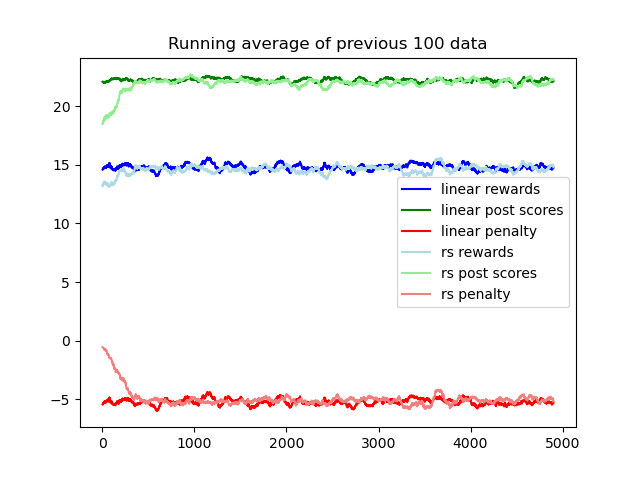 Running average of previous 100 data
20
15
10
5
0
−5
0
1000
2000
3000
4000
5000
linear rewards
linear post scores
linear penalty
rs rewards
rs post scores
rs penalty